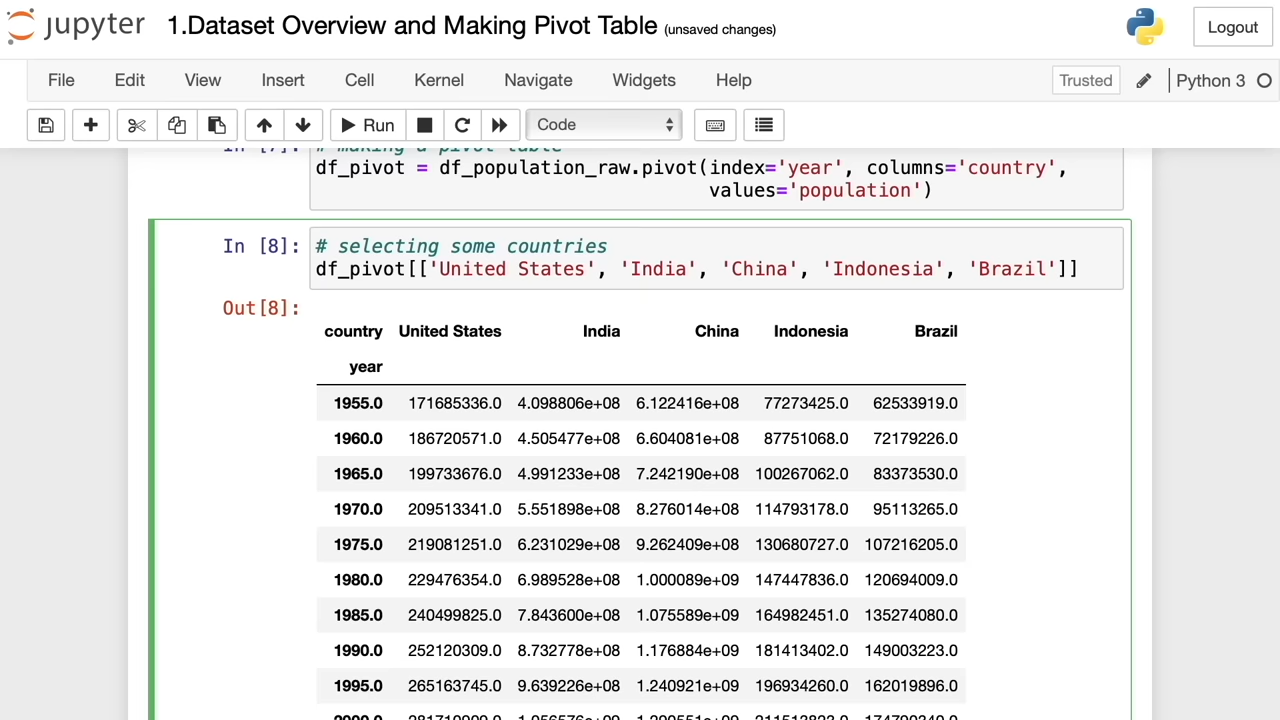 jupyter 1.Dataset Overview and Making Pivot Table (unsaved changes) Logout
File Edit View Insert Cell Kernel Navigate Widgets Help Trusted Python 3
Run Code
In [7]: # making a pivot table
df_pivot = df_population_raw.pivot(index='year', columns='country',
values='population')
In [8]: # selecting some countries
df_pivot[['United States', 'India', 'China', 'Indonesia', 'Brazil']]
Out[8]:
country United States India China Indonesia Brazil
year
1955.0 171685336.0 4.098806e+08 6.122416e+08 77273425.0 62533919.0
1960.0 186720571.0 4.505477e+08 6.604081e+08 87751068.0 72179226.0
1965.0 199733676.0 4.991233e+08 7.242190e+08 100267062.0 83373530.0
1970.0 209513341.0 5.551898e+08 8.276014e+08 114793178.0 95113265.0
1975.0 219081251.0 6.231029e+08 9.262409e+08 130680727.0 107216205.0
1980.0 229476354.0 6.989528e+08 1.000089e+09 147447836.0 120694009.0
1985.0 240499825.0 7.843600e+08 1.075589e+09 164982451.0 135274080.0
1990.0 252120309.0 8.732778e+08 1.176884e+09 181413402.0 149003223.0
1995.0 265163745.0 9.639226e+08 1.240921e+09 196934260.0 162019896.0